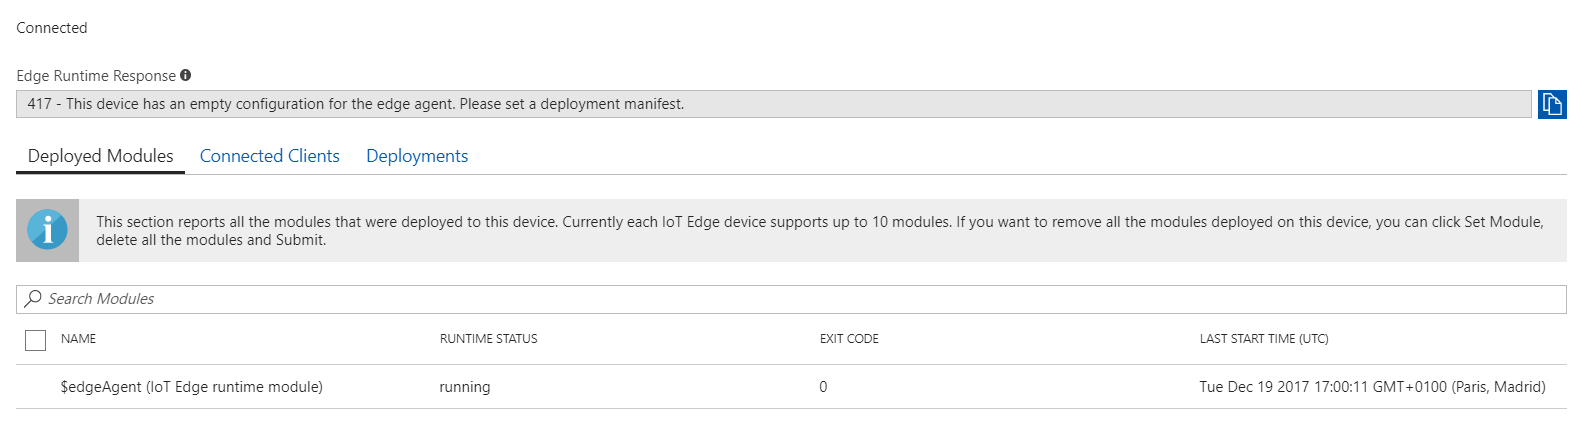 Connected
Edge Runtime Response
417 - This device has an empty configuration for the edge agent. Please set a deployment manifest.
Deployed Modules Connected Clients Deployments
This section reports all the modules that were deployed to this device. Currently each IoT Edge device supports up to 10 modules. If you want to remove all the modules deployed on this device, you can click Set Module,
delete all the modules and Submit.
Search Modules
NAME RUNTIME STATUS EXIT CODE LAST START TIME (UTC)
$edgeAgent (IoT Edge runtime module) running 0 Tue Dec 19 2017 17:00:11 GMT+0100 (Paris, Madrid)